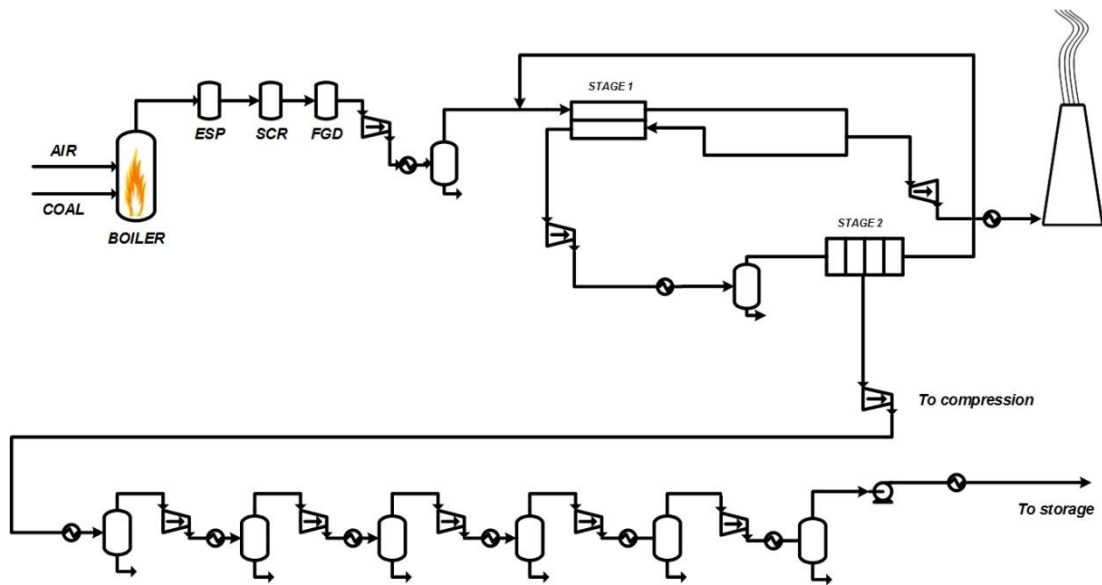 STAGE 1
ESP
SCR
FGD
AIR
COAL
BOILER
STAGE 2
To compression
To storage